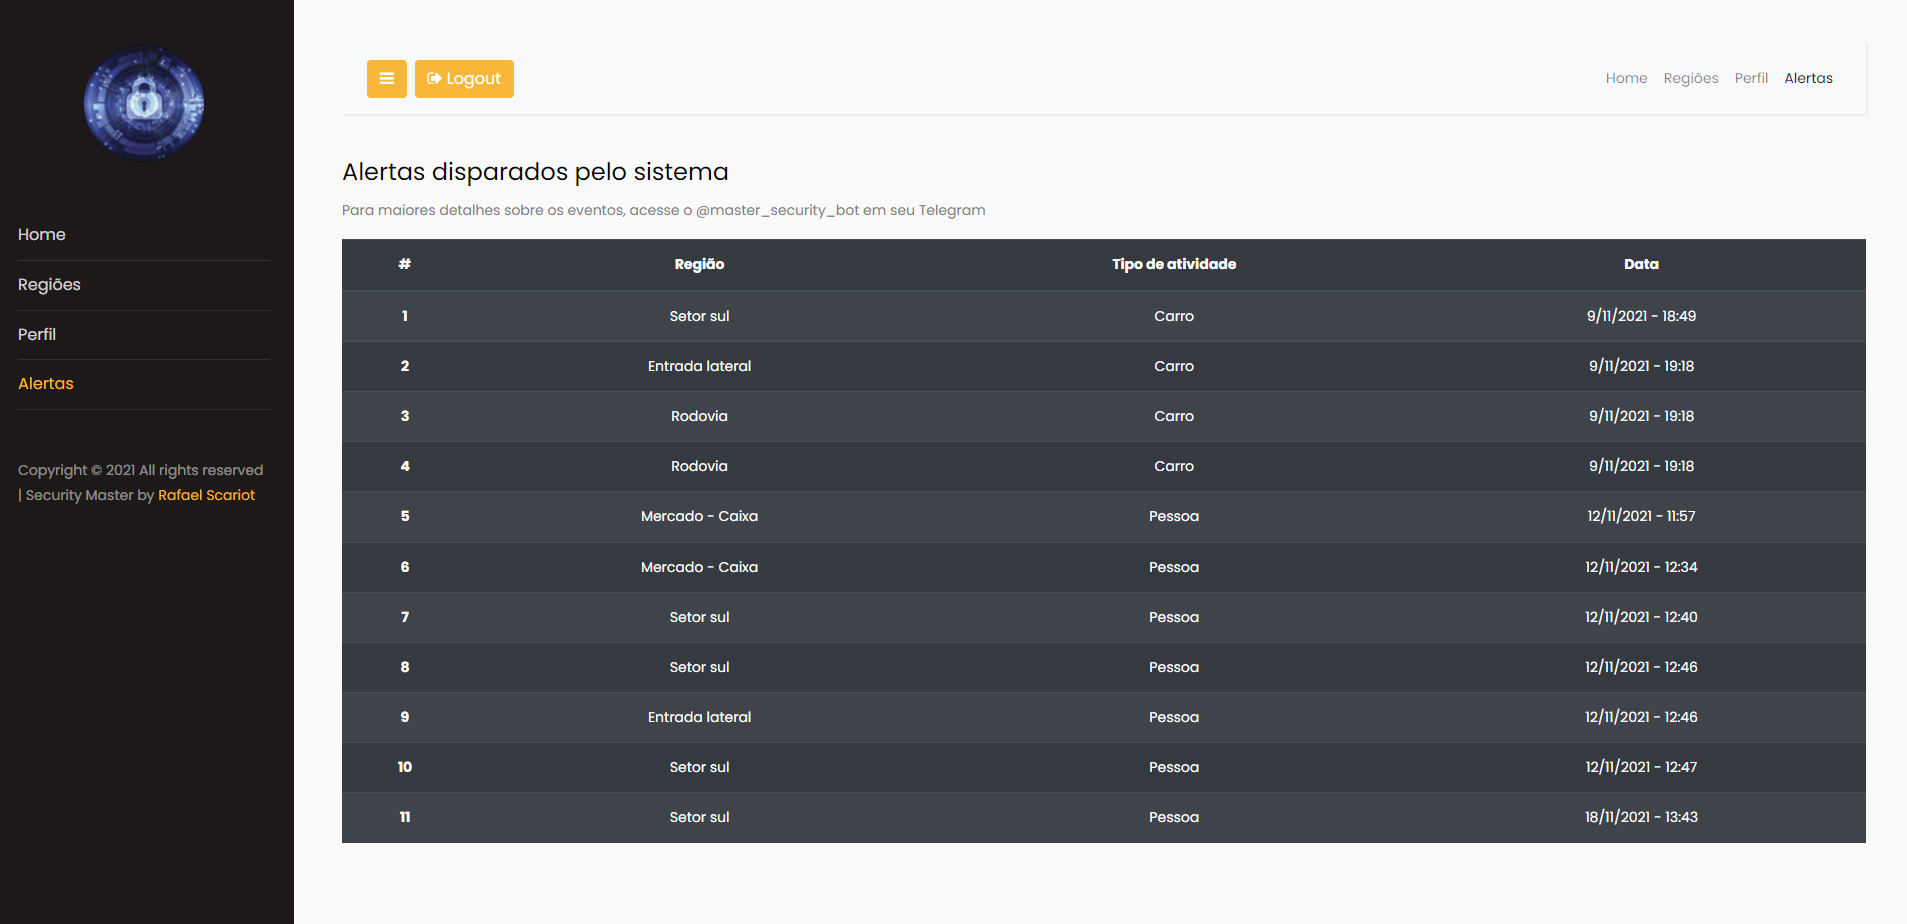 Home
Regiões
Perfil
Alertas
Copyright © 2021 All rights reserved
| Security Master by Rafael Scariot
Logout
Home Regiões Perfil Alertas
Alertas disparados pelo sistema
Para maiores detalhes sobre os eventos, acesse o @master_security_bot em seu Telegram
# Região Tipo de atividade Data
1 Setor sul Carro 9/11/2021 - 18:49
2 Entrada lateral Carro 9/11/2021 - 19:18
3 Rodovia Carro 9/11/2021 - 19:18
4 Rodovia Carro 9/11/2021 - 19:18
5 Mercado - Caixa Pessoa 12/11/2021 - 11:57
6 Mercado - Caixa Pessoa 12/11/2021 - 12:34
7 Setor sul Pessoa 12/11/2021 - 12:40
8 Setor sul Pessoa 12/11/2021 - 12:46
9 Entrada lateral Pessoa 12/11/2021 - 12:46
10 Setor sul Pessoa 12/11/2021 - 12:47
11 Setor sul Pessoa 18/11/2021 - 13:43